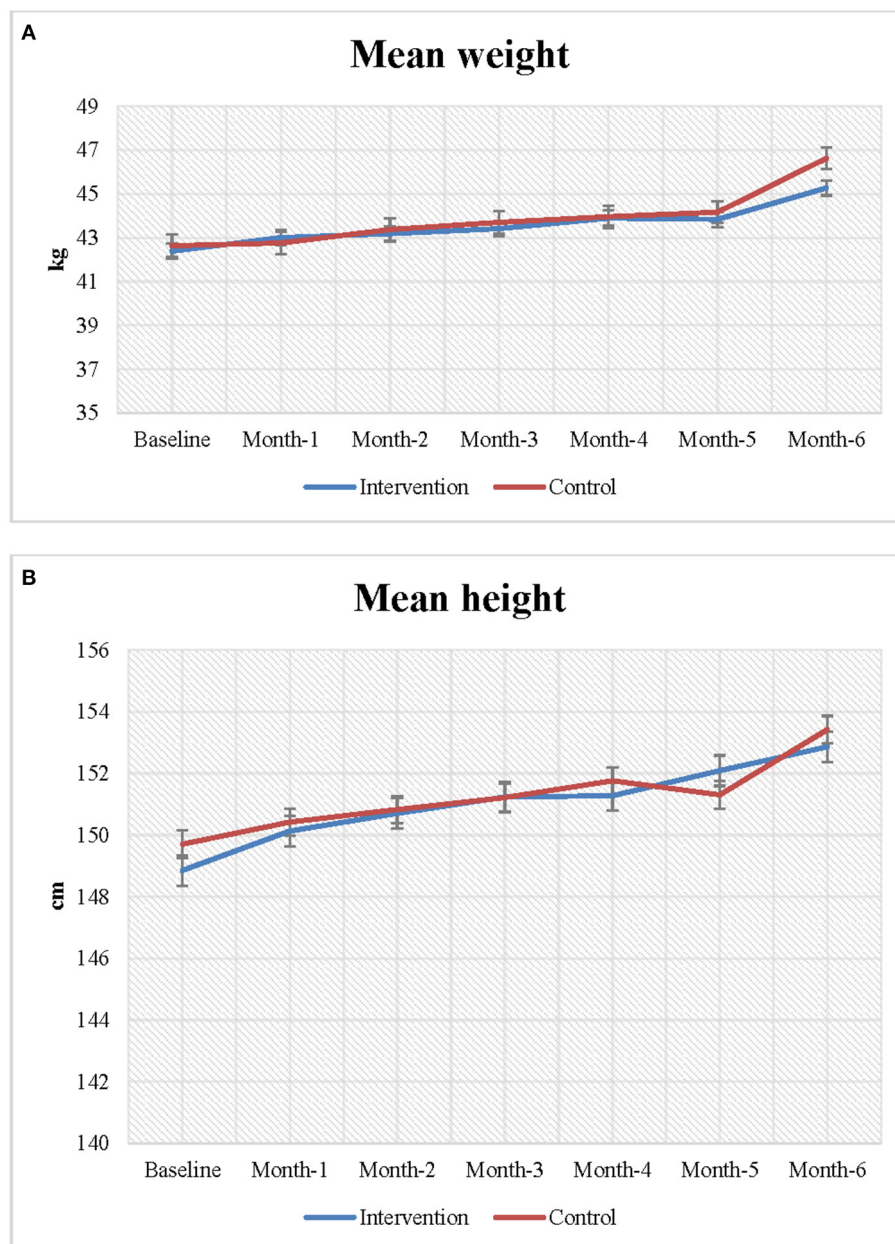 A
Mean weight
49
47
45
43
41
39
37
35
kg
Baseline Month-1 Month-2 Month-3 Month-4 Month-5 Month-6
Intervention Control
B
Mean height
156
154
152
150
148
146
144
142
140
cm
Baseline Month-1 Month-2 Month-3 Month-4 Month-5 Month-6
Intervention Control